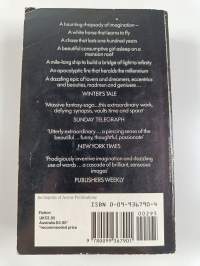 A haunting rhapsody of imagination –
A white horse that learns to fly
A chase that lasts one hundred years
A beautiful consumptive girl asleep on a
mansion roof
A mile-long ship to build a bridge of light to infinity
An apocalyptic fire that heralds the millennium
A dazzling epic of lovers and dreamers, eccentrics
and beauties, madmen and geniuses...
WINTER'S TALE
'Massive fantasy-saga... this extraordinary work,
defying synopsis, vaults time and space'
SUNDAY TELEGRAPH
'Utterly extraordinary... a piercing sense of the
beautiful... funny, thoughtful, passionate'
NEW YORK TIMES
'Prodigiously inventive imagination and dazzling
use of words... a cascade of brilliant, sensuous
images'
PUBLISHERS WEEKLY
An imprint of Arrow Publications
Fiction
UK £2.95
Australia
*recommended price
ISBN 0-09-936790-4
00295
9 780099 367901